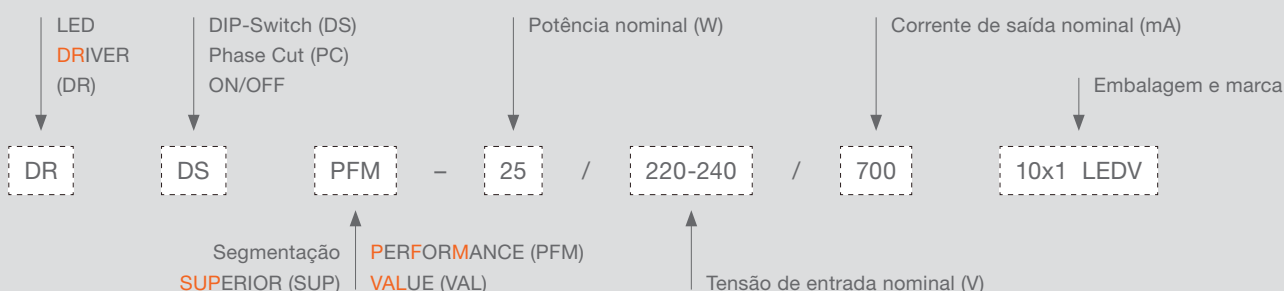 LED
DRIVER
(DR)
DIP-Switch (DS)
Phase Cut (PC)
ON/OFF
Potência nominal (W)
Corrente de saída nominal (mA)
Embalagem e marca
DR DS PFM – 25 / 220-240 / 700 10x1 LEDV
Segmentação
SUPERIOR (SUP)
PERFORMANCE (PFM)
VALUE (VAL)
Tensão de entrada nominal (V)